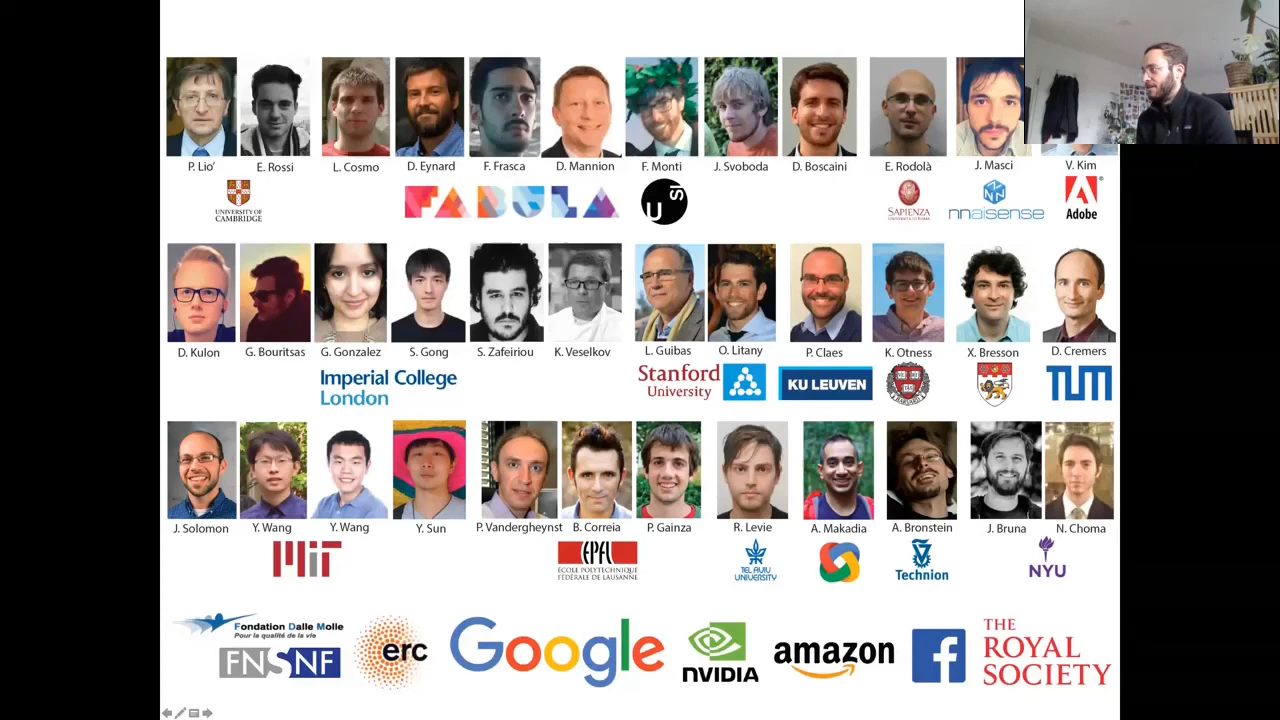 P. Lio'
E. Rossi
L. Cosmo
D. Eynard
F. Frasca
D. Mannion
F. Monti
J. Svoboda
D. Boscaini
E. Rodolà
J. Masci
V. Kim
UNIVERSITY OF
CAMBRIDGE
FABULA
USI
SAPIENZA
UNIVERSITÀ DI ROMA
nnaisense
Adobe
D. Kulon
G. Bouritsas
G. Gonzalez
S. Gong
S. Zafeiriou
K. Veselkov
L. Guibas
O. Litany
P. Claes
K. Otness
X. Bresson
D. Cremers
Imperial College
London
Stanford
University
KU LEUVEN
HARVARD
TUM
J. Solomon
Y. Wang
Y. Wang
Y. Sun
P. Vandergheynst
B. Correia
P. Gainza
R. Levie
A. Makadia
A. Bronstein
J. Bruna
N. Choma
MIT
EPFL
ÉCOLE POLYTECHNIQUE
FÉDÉRALE DE LAUSANNE
TEL AVIV
UNIVERSITY
Technion
NYU
Fondation Dalle Molle
Pour la qualité de la vie
FNSNF
erc
Google
NVIDIA
amazon
f
THE
ROYAL
SOCIETY